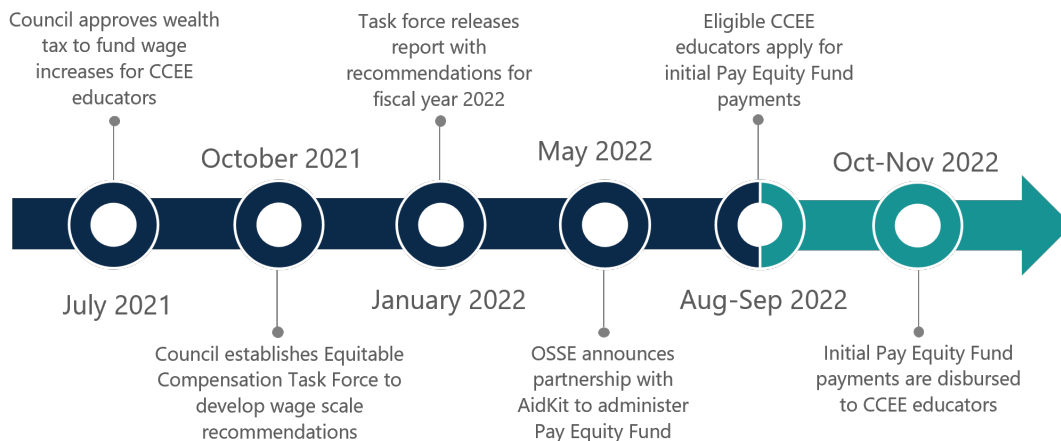 Council approves wealth
tax to fund wage
increases for CCEE
educators
July 2021
October 2021
Council establishes Equitable
Compensation Task Force to
develop wage scale
recommendations
Task force releases
report with
recommendations for
fiscal year 2022
January 2022
May 2022
OSSE announces
partnership with
AidKit to administer
Pay Equity Fund
Eligible CCEE
educators apply for
initial Pay Equity Fund
payments
Aug-Sep 2022
Oct-Nov 2022
Initial Pay Equity Fund
payments are disbursed
to CCEE educators